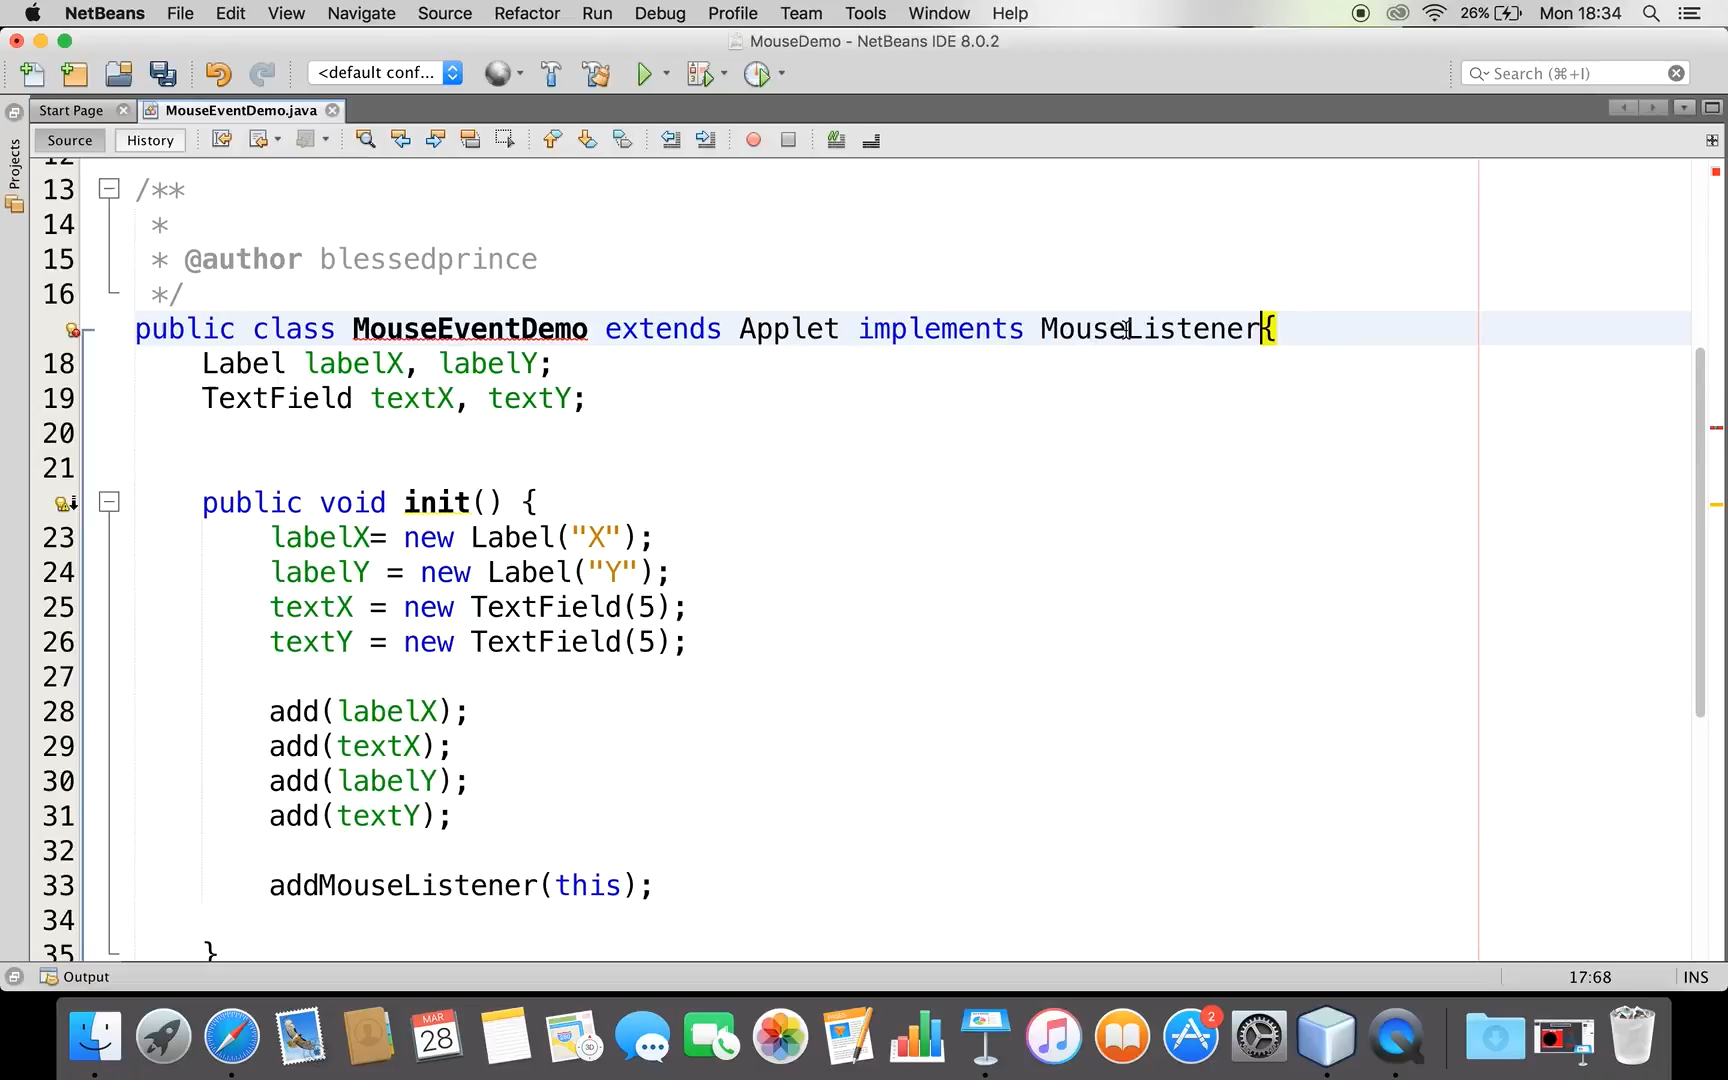 NetBeans File Edit View Navigate Source Refactor Run Debug Profile Team Tools Window Help 26% Mon 18:34
MouseDemo - NetBeans IDE 8.0.2
<default conf... Search (⌘+I)
Start Page MouseEventDemo.java
Source History
Projects
12
13 /**
14 *
15 * @author blessedprince
16 */
public class MouseEventDemo extends Applet implements MouseListener{
18 Label labelX, labelY;
19 TextField textX, textY;
20
21
public void init() {
23 labelX= new Label("X");
24 labelY = new Label("Y");
25 textX = new TextField(5);
26 textY = new TextField(5);
27
28 add(labelX);
29 add(textX);
30 add(labelY);
31 add(textY);
32
33 addMouseListener(this);
34
35 }
Output 17:68 INS
MAR
28
3D
PAGES
2